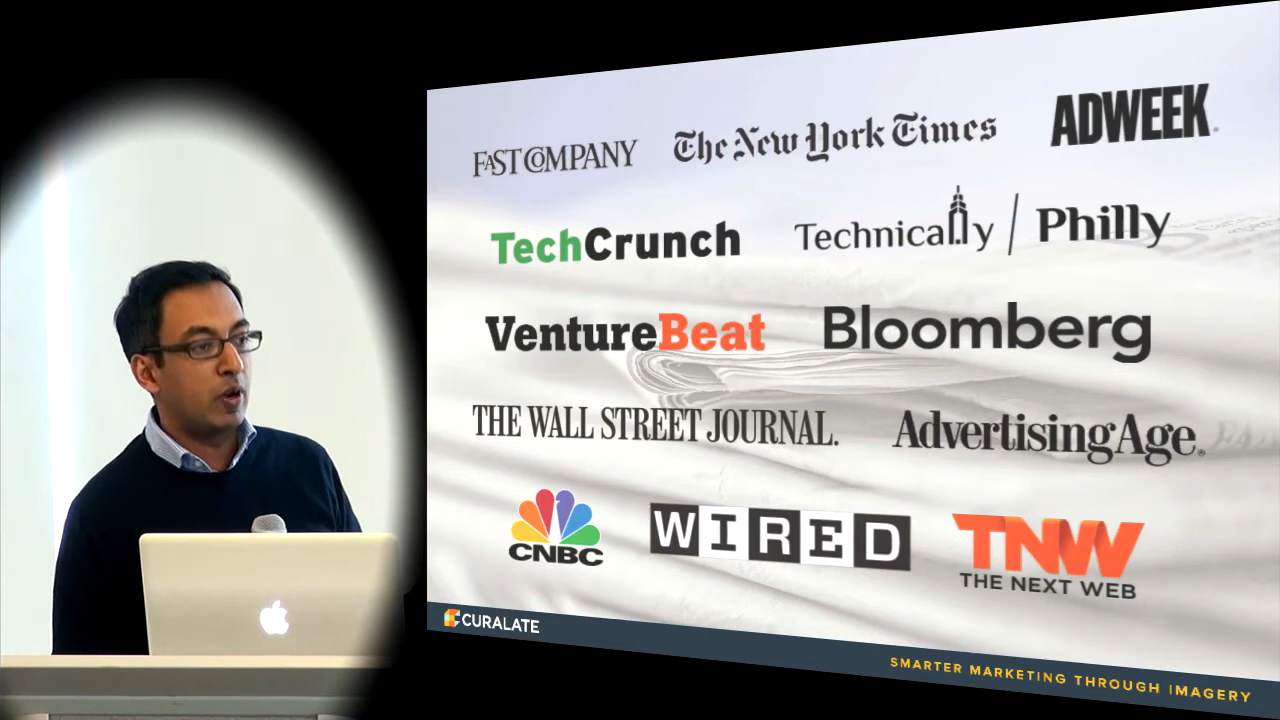 FAST COMPANY The New York Times ADWEEK
TechCrunch Technically / Philly
VentureBeat Bloomberg
THE WALL STREET JOURNAL. AdvertisingAge
CNBC WIRED TNW
THE NEXT WEB
CURALATE
SMARTER MARKETING THROUGH IMAGERY